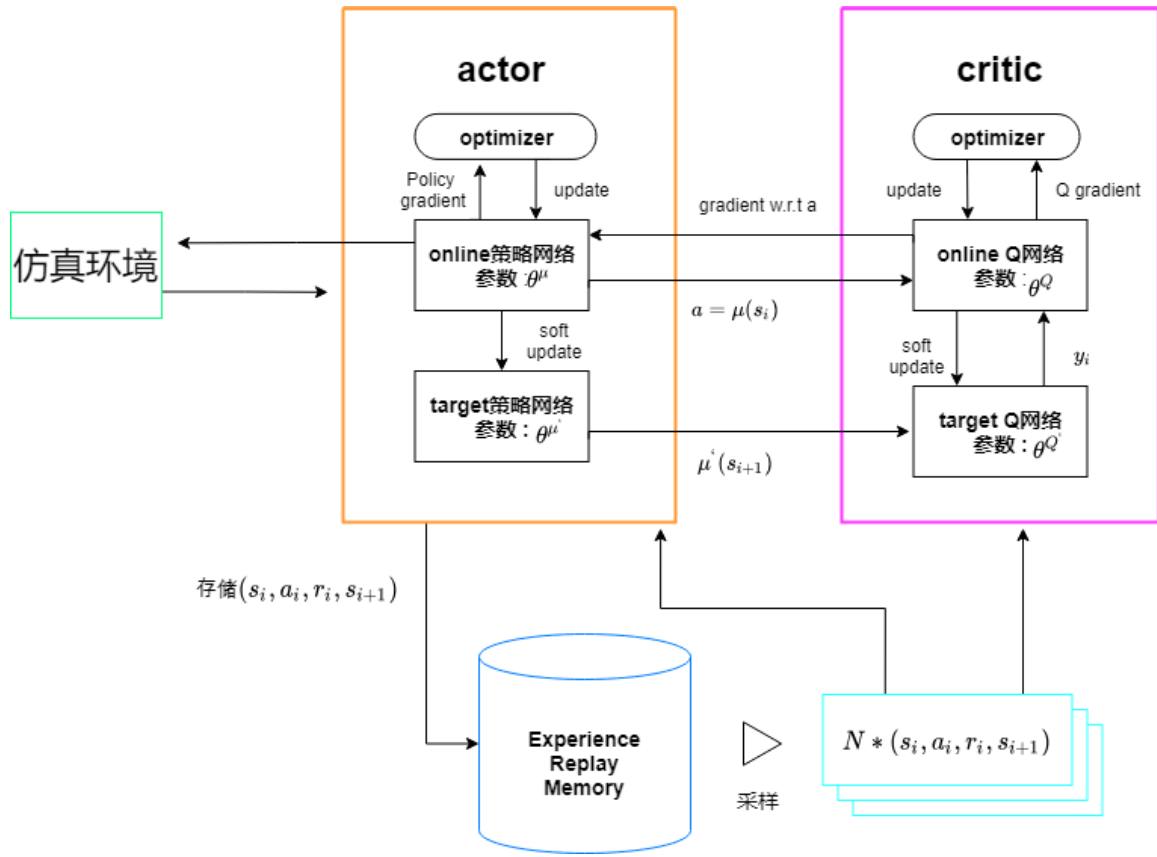 actor
optimizer
Policy
gradient
update
online策略网络
参数 :θ^μ
soft
update
target策略网络
参数：θ^μ‘
仿真环境
gradient w.r.t a
a = μ(s_i)
μ‘(s_{i+1})
critic
optimizer
update
Q gradient
online Q网络
参数 :θ^Q
soft
update
y_i
target Q网络
参数：θ^Q‘
存储(s_i, a_i, r_i, s_{i+1})
Experience
Replay
Memory
采样
N * (s_i, a_i, r_i, s_{i+1})